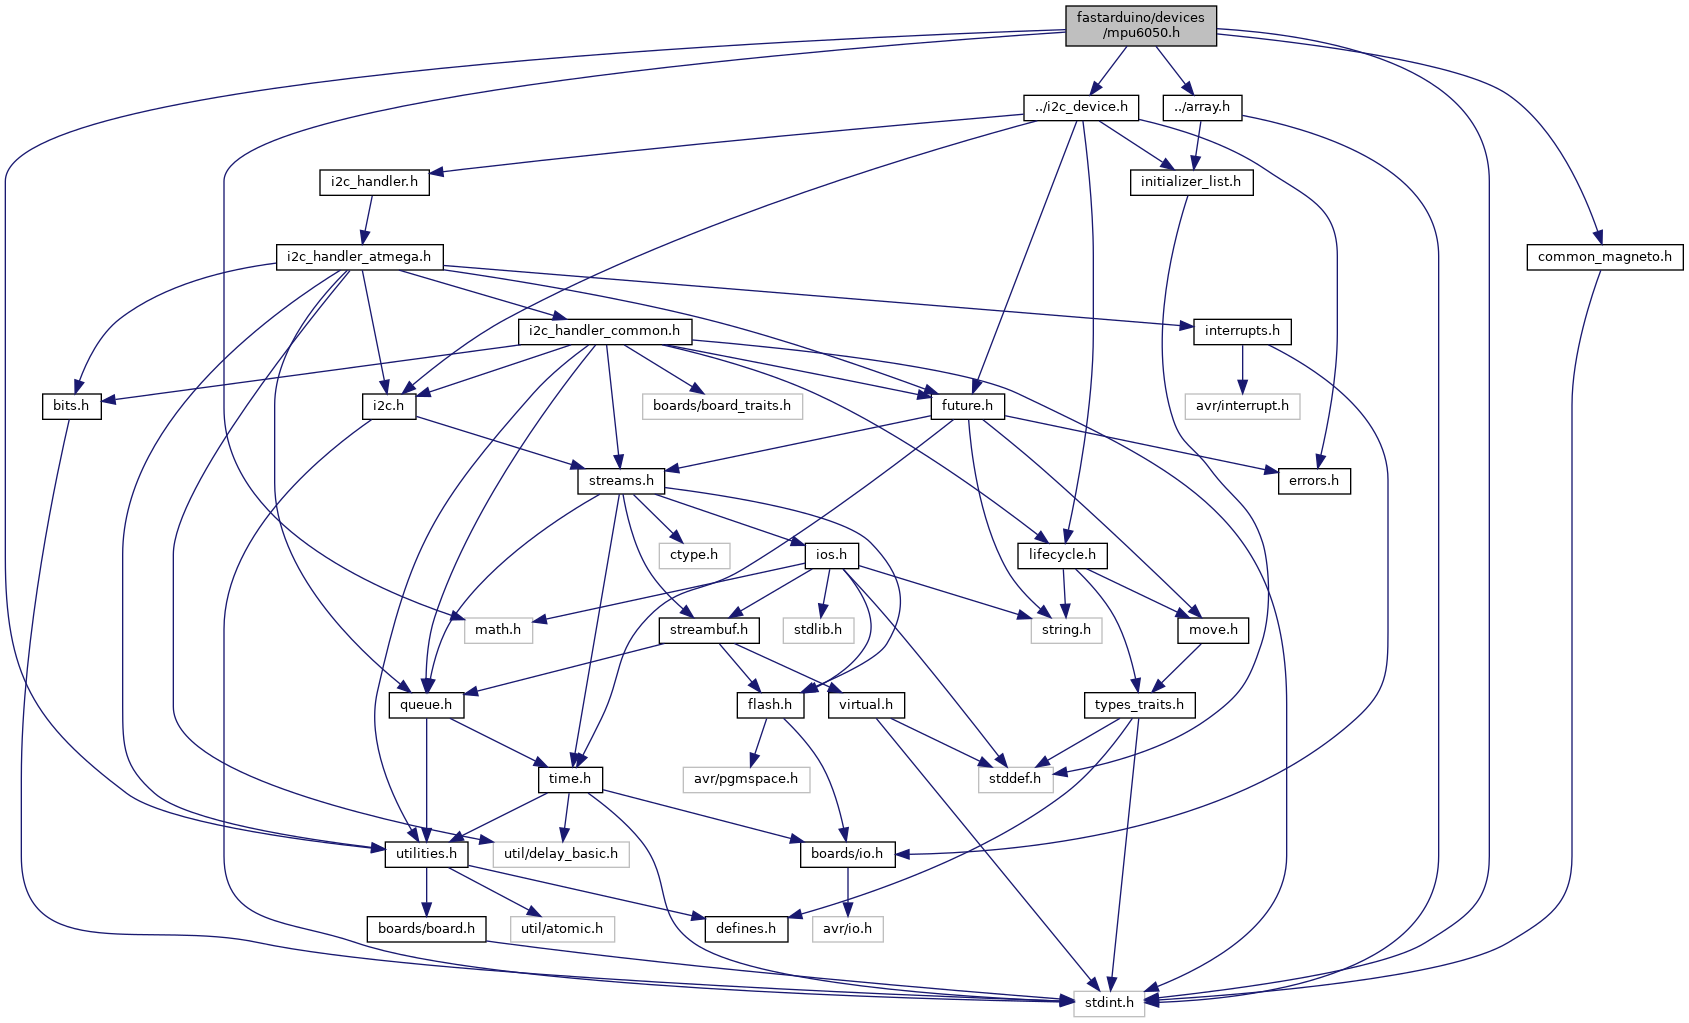 fastarduino/devices
/mpu6050.h
../i2c_device.h
../array.h
i2c_handler.h
initializer_list.h
i2c_handler_atmega.h
common_magneto.h
i2c_handler_common.h
interrupts.h
bits.h
i2c.h
boards/board_traits.h
future.h
avr/interrupt.h
streams.h
errors.h
ctype.h
ios.h
lifecycle.h
math.h
streambuf.h
stdlib.h
string.h
move.h
queue.h
flash.h
virtual.h
types_traits.h
time.h
avr/pgmspace.h
stddef.h
utilities.h
util/delay_basic.h
boards/io.h
boards/board.h
util/atomic.h
defines.h
avr/io.h
stdint.h